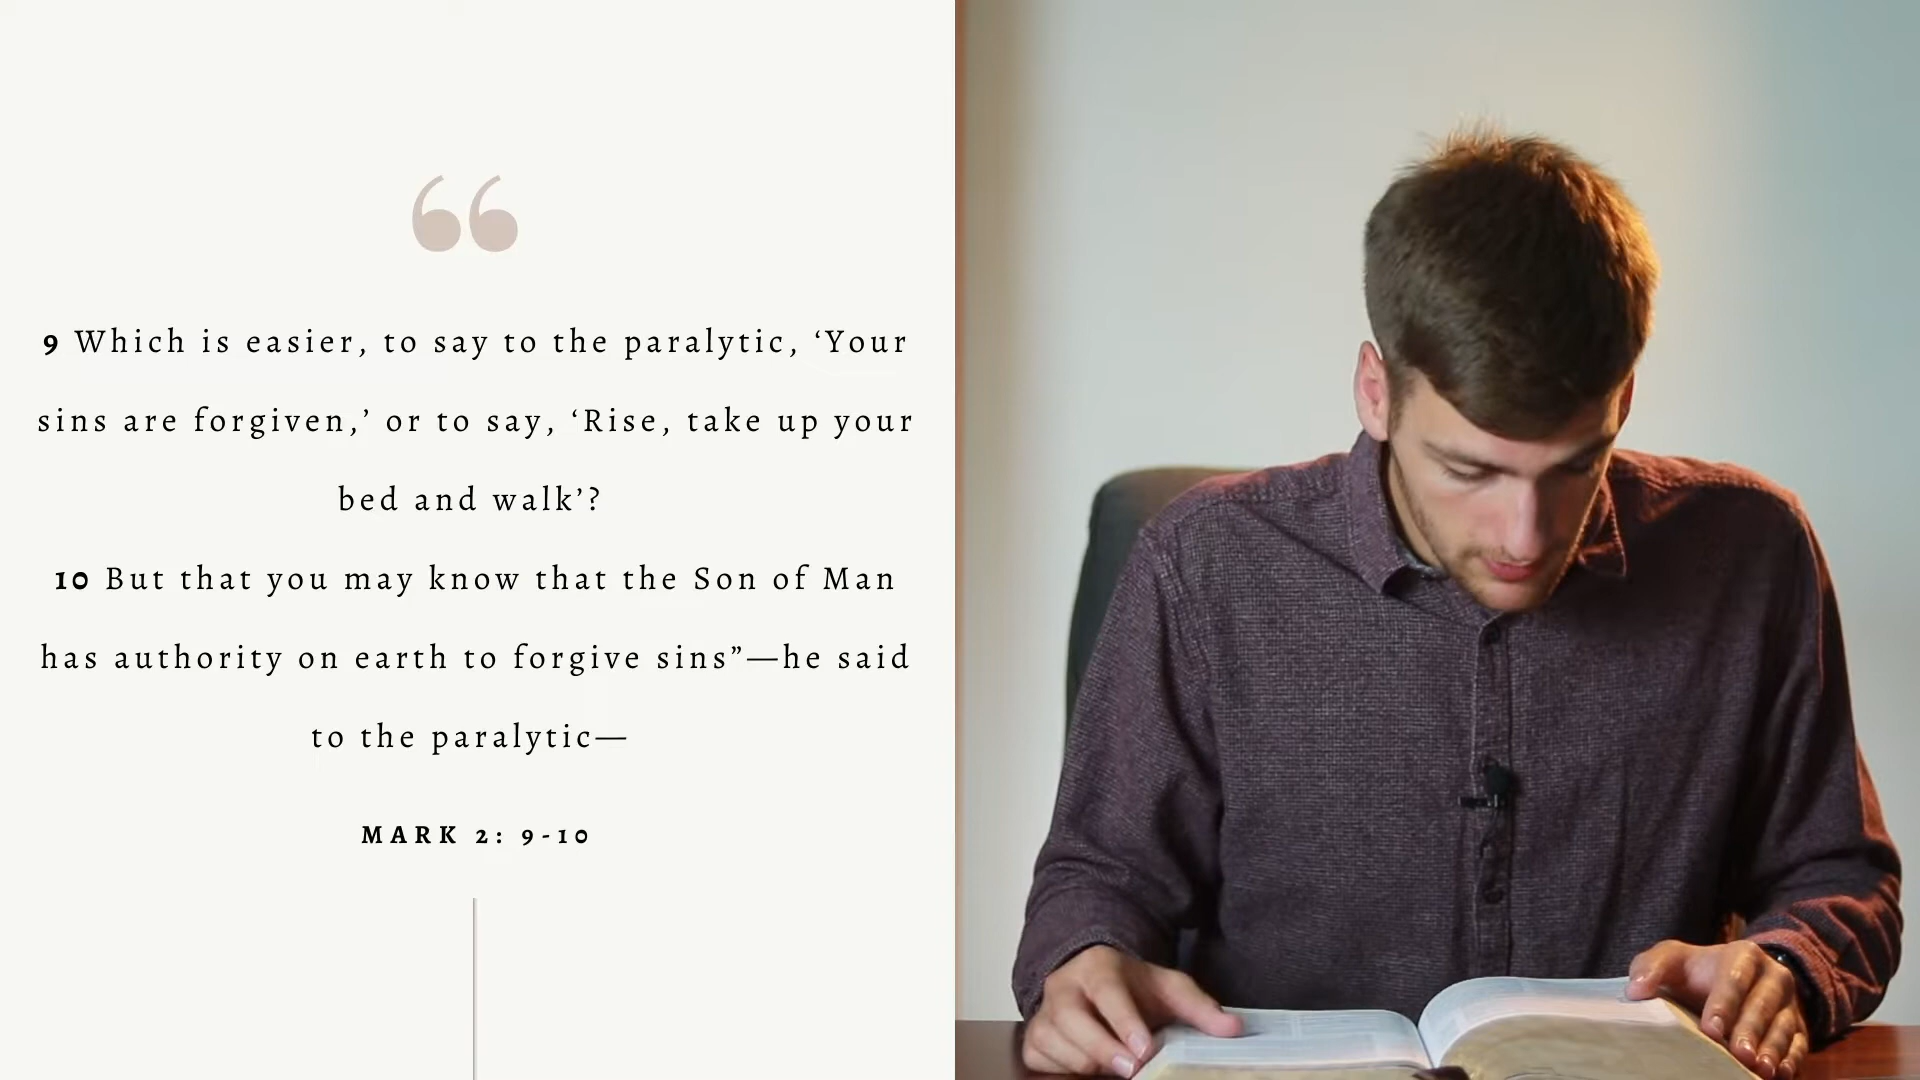 “
9 Which is easier, to say to the paralytic, ‘Your
sins are forgiven,’ or to say, ‘Rise, take up your
bed and walk’?
10 But that you may know that the Son of Man
has authority on earth to forgive sins”—he said
to the paralytic—
MARK 2: 9-10